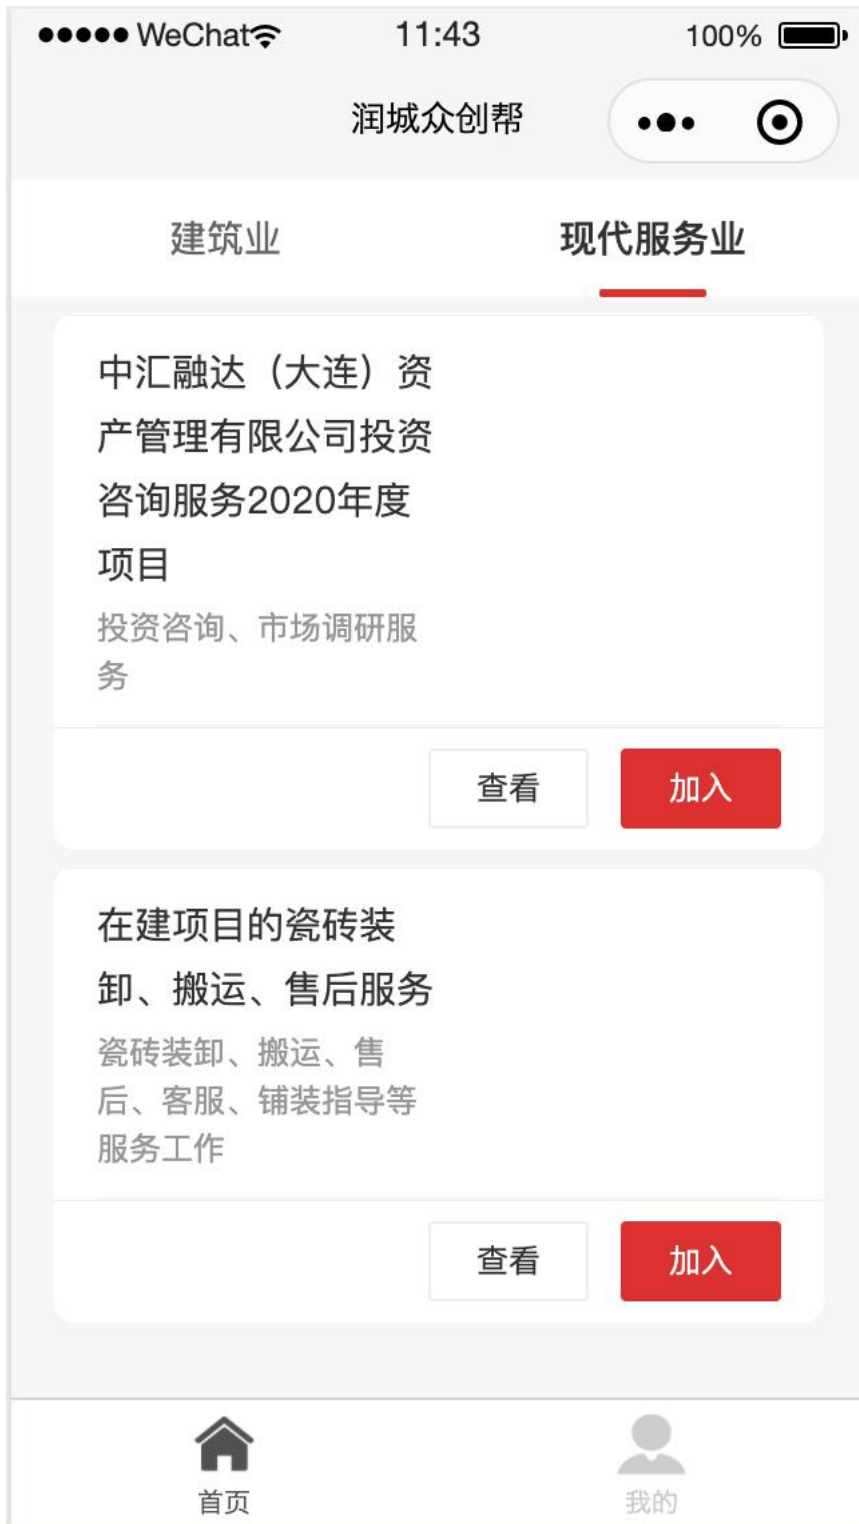 WeChat 11:43 100%
润城众创帮
建筑业 现代服务业
中汇融达（大连）资
产管理有限公司投资
咨询服务2020年度
项目
投资咨询、市场调研服
务
查看 加入
在建项目的瓷砖装
卸、搬运、售后服务
瓷砖装卸、搬运、售
后、客服、铺装指导等
服务工作
查看 加入
首页 我的